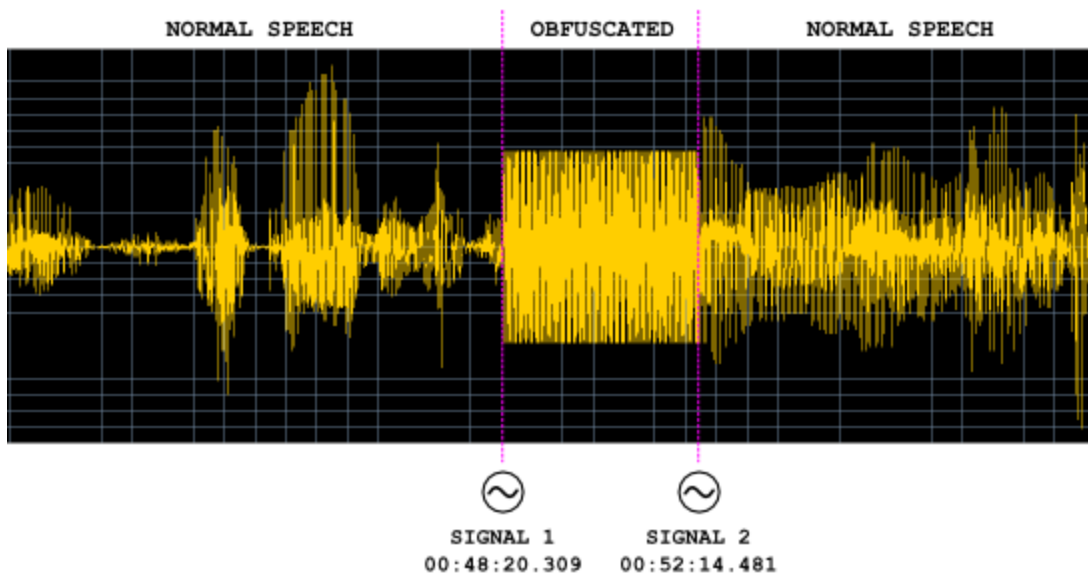 NORMAL SPEECH OBFUSCATED NORMAL SPEECH
SIGNAL 1 SIGNAL 2
00:48:20.309 00:52:14.481